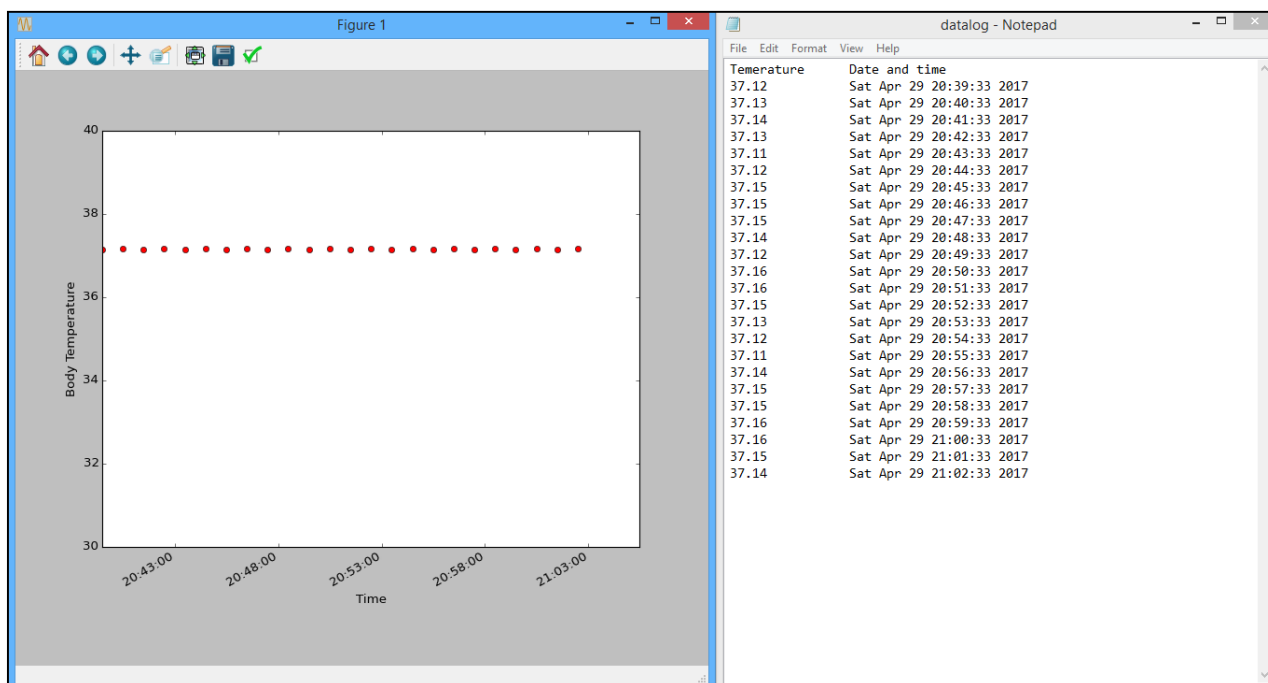 Figure 1
40
38
36
34
32
30
Body Temperature
20:43:00
20:48:00
20:53:00
20:58:00
21:03:00
Time
datalog - Notepad
File Edit Format View Help
Temerature Date and time
37.12 Sat Apr 29 20:39:33 2017
37.13 Sat Apr 29 20:40:33 2017
37.14 Sat Apr 29 20:41:33 2017
37.13 Sat Apr 29 20:42:33 2017
37.11 Sat Apr 29 20:43:33 2017
37.12 Sat Apr 29 20:44:33 2017
37.15 Sat Apr 29 20:45:33 2017
37.15 Sat Apr 29 20:46:33 2017
37.15 Sat Apr 29 20:47:33 2017
37.14 Sat Apr 29 20:48:33 2017
37.12 Sat Apr 29 20:49:33 2017
37.16 Sat Apr 29 20:50:33 2017
37.16 Sat Apr 29 20:51:33 2017
37.15 Sat Apr 29 20:52:33 2017
37.13 Sat Apr 29 20:53:33 2017
37.12 Sat Apr 29 20:54:33 2017
37.11 Sat Apr 29 20:55:33 2017
37.14 Sat Apr 29 20:56:33 2017
37.15 Sat Apr 29 20:57:33 2017
37.15 Sat Apr 29 20:58:33 2017
37.16 Sat Apr 29 20:59:33 2017
37.16 Sat Apr 29 21:00:33 2017
37.15 Sat Apr 29 21:01:33 2017
37.14 Sat Apr 29 21:02:33 2017